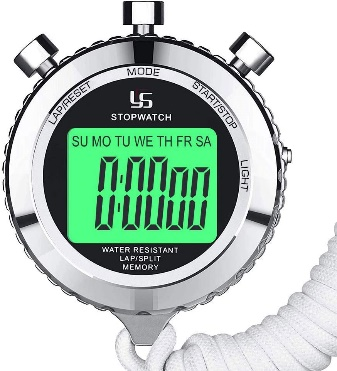 LAP/RESET
MODE
START/STOP
YS
STOPWATCH
SU MO TU WE TH FR SA
0:00 00
LIGHT
WATER RESISTANT
LAP/SPLIT
MEMORY